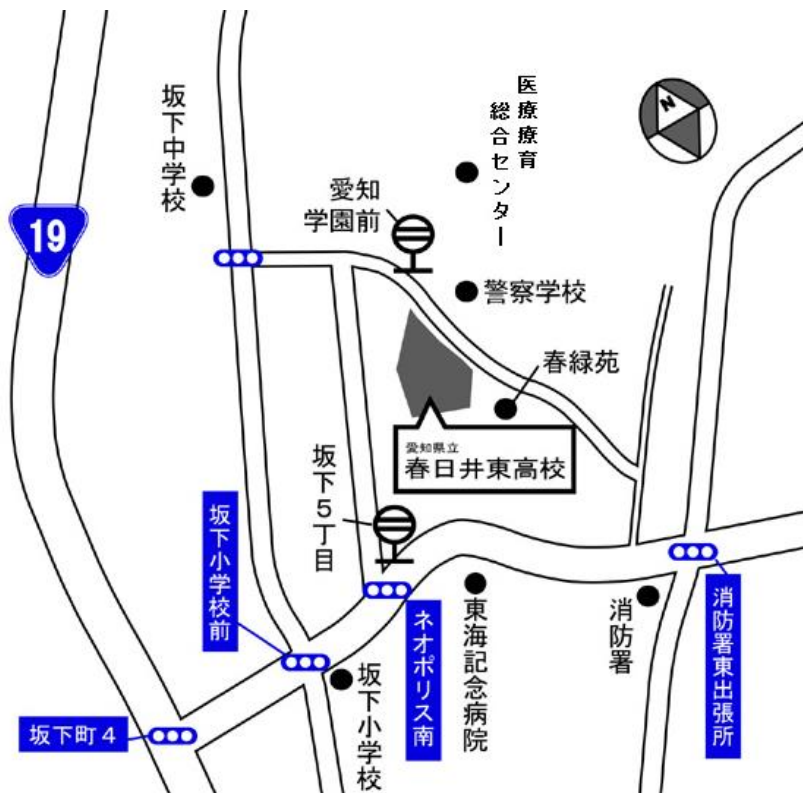 医療療育
総合センター
N
坂下中学校
愛知
学園前
19
警察学校
春緑苑
愛知県立
春日井東高校
坂下5丁目
坂下小学校前
ネオポリス南
東海記念病院
消防署
消防署東出張所
坂下小学校
坂下町4